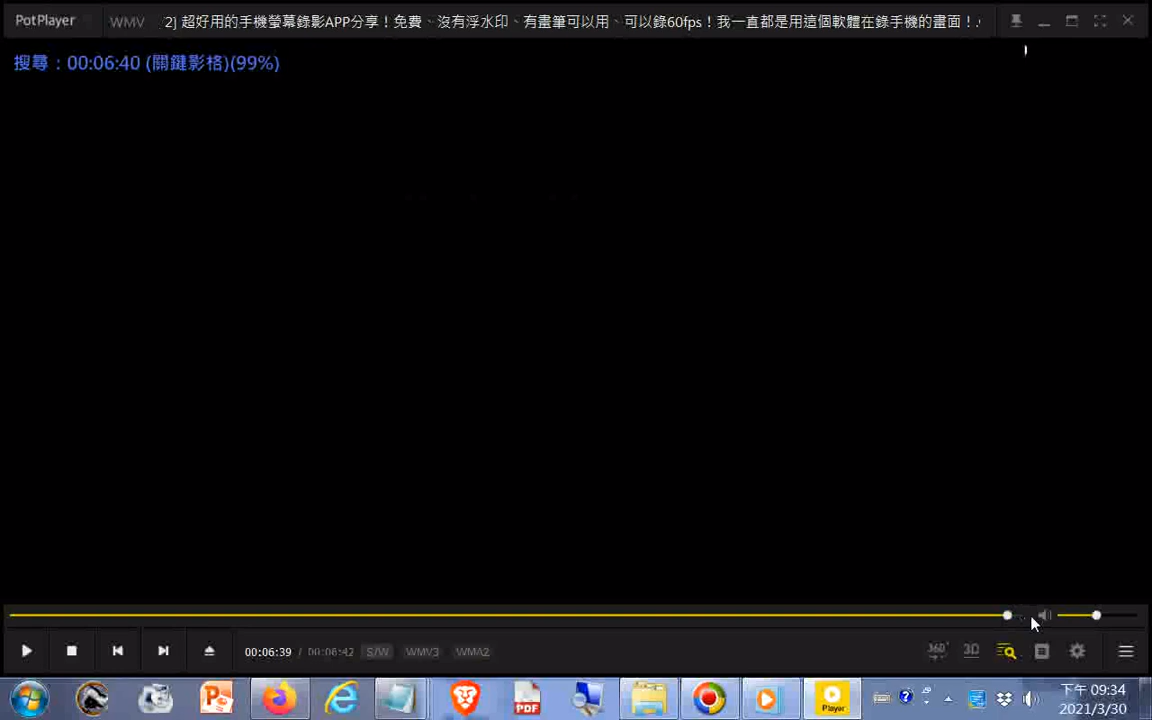 PotPlayer
WMV
2] 超好用的手機螢幕錄影APP分享！免費、沒有浮水印、有畫筆可以用、可以錄60fps！我一直都是用這個軟體在錄手機的畫面！
搜尋：00:06:40 (關鍵影格)(99%)
00:06:39 / 00:06:42 S/W WMV3 WMA2
360° 3D
PDF
Player
下午 09:34
2021/3/30